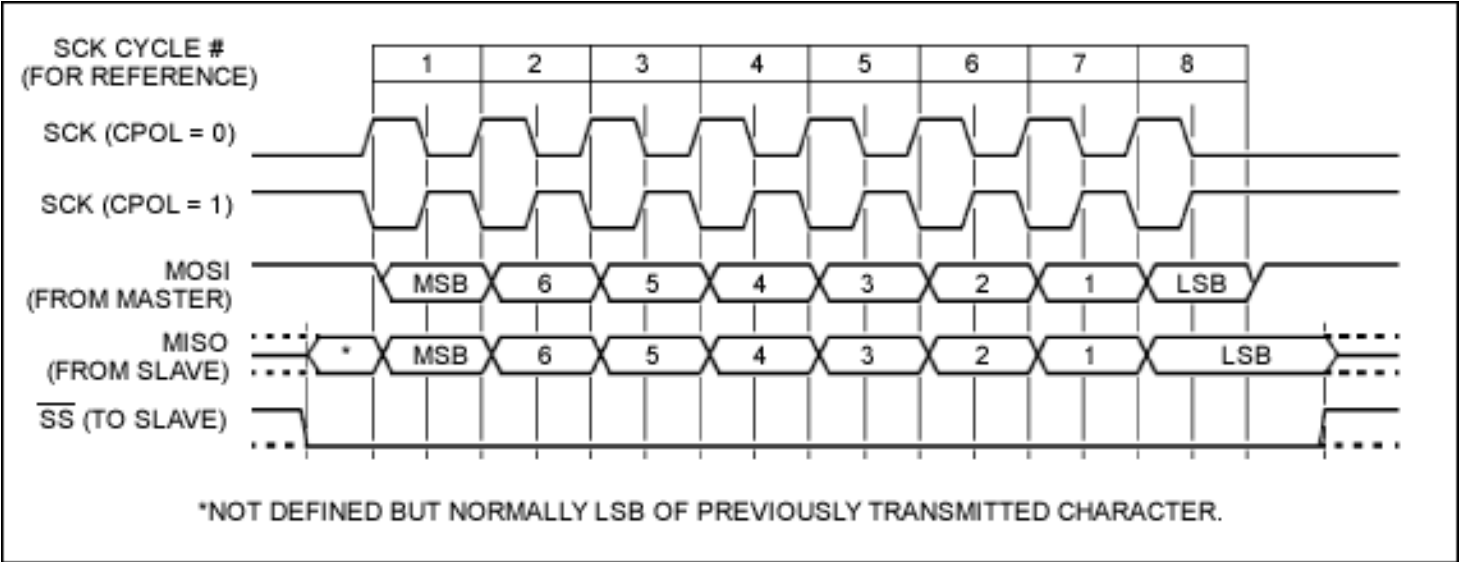 SCK CYCLE #
(FOR REFERENCE)
1 2 3 4 5 6 7 8
SCK (CPOL = 0)
SCK (CPOL = 1)
MOSI
(FROM MASTER)
MSB 6 5 4 3 2 1 LSB
MISO
(FROM SLAVE)
* MSB 6 5 4 3 2 1 LSB
S̅S̅ (TO SLAVE)
*NOT DEFINED BUT NORMALLY LSB OF PREVIOUSLY TRANSMITTED CHARACTER.